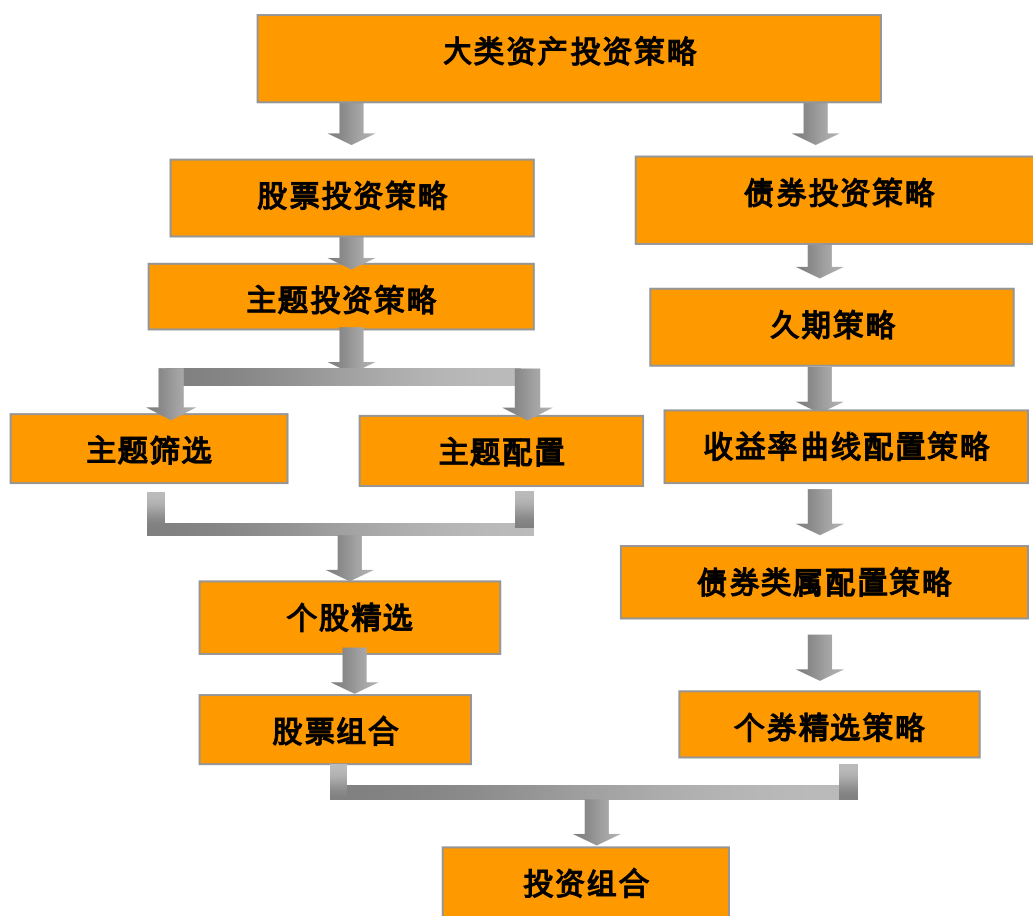 大类资产投资策略
股票投资策略
债券投资策略
主题投资策略
久期策略
主题筛选
主题配置
收益率曲线配置策略
个股精选
债券类属配置策略
股票组合
个券精选策略
投资组合